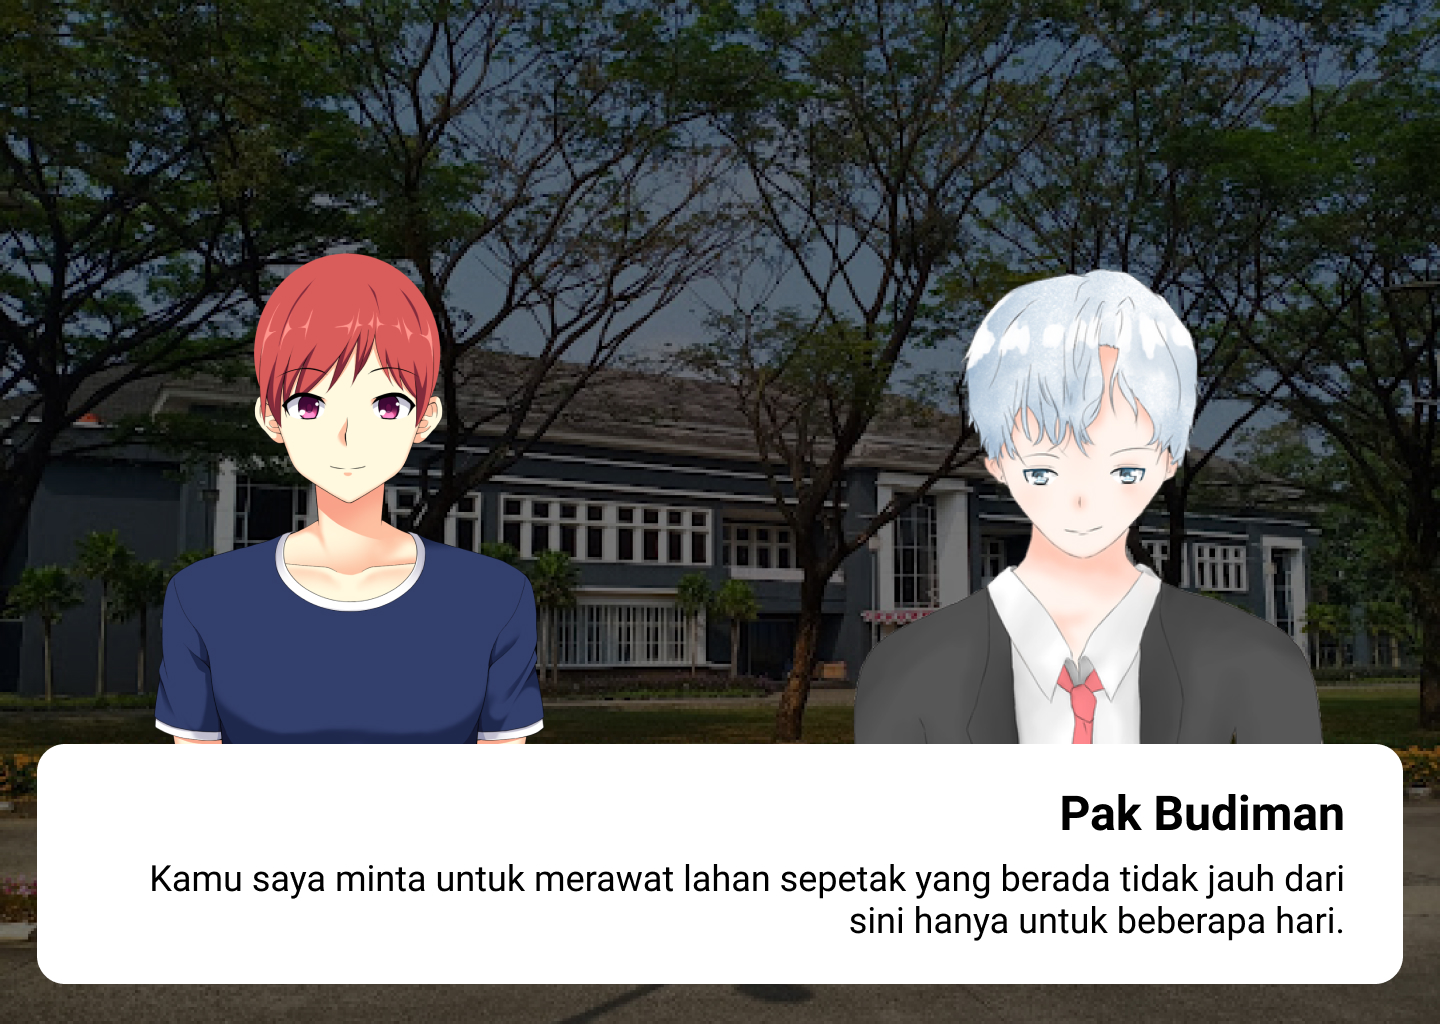 Pak Budiman
Kamu saya minta untuk merawat lahan sepetak yang berada tidak jauh dari
sini hanya untuk beberapa hari.